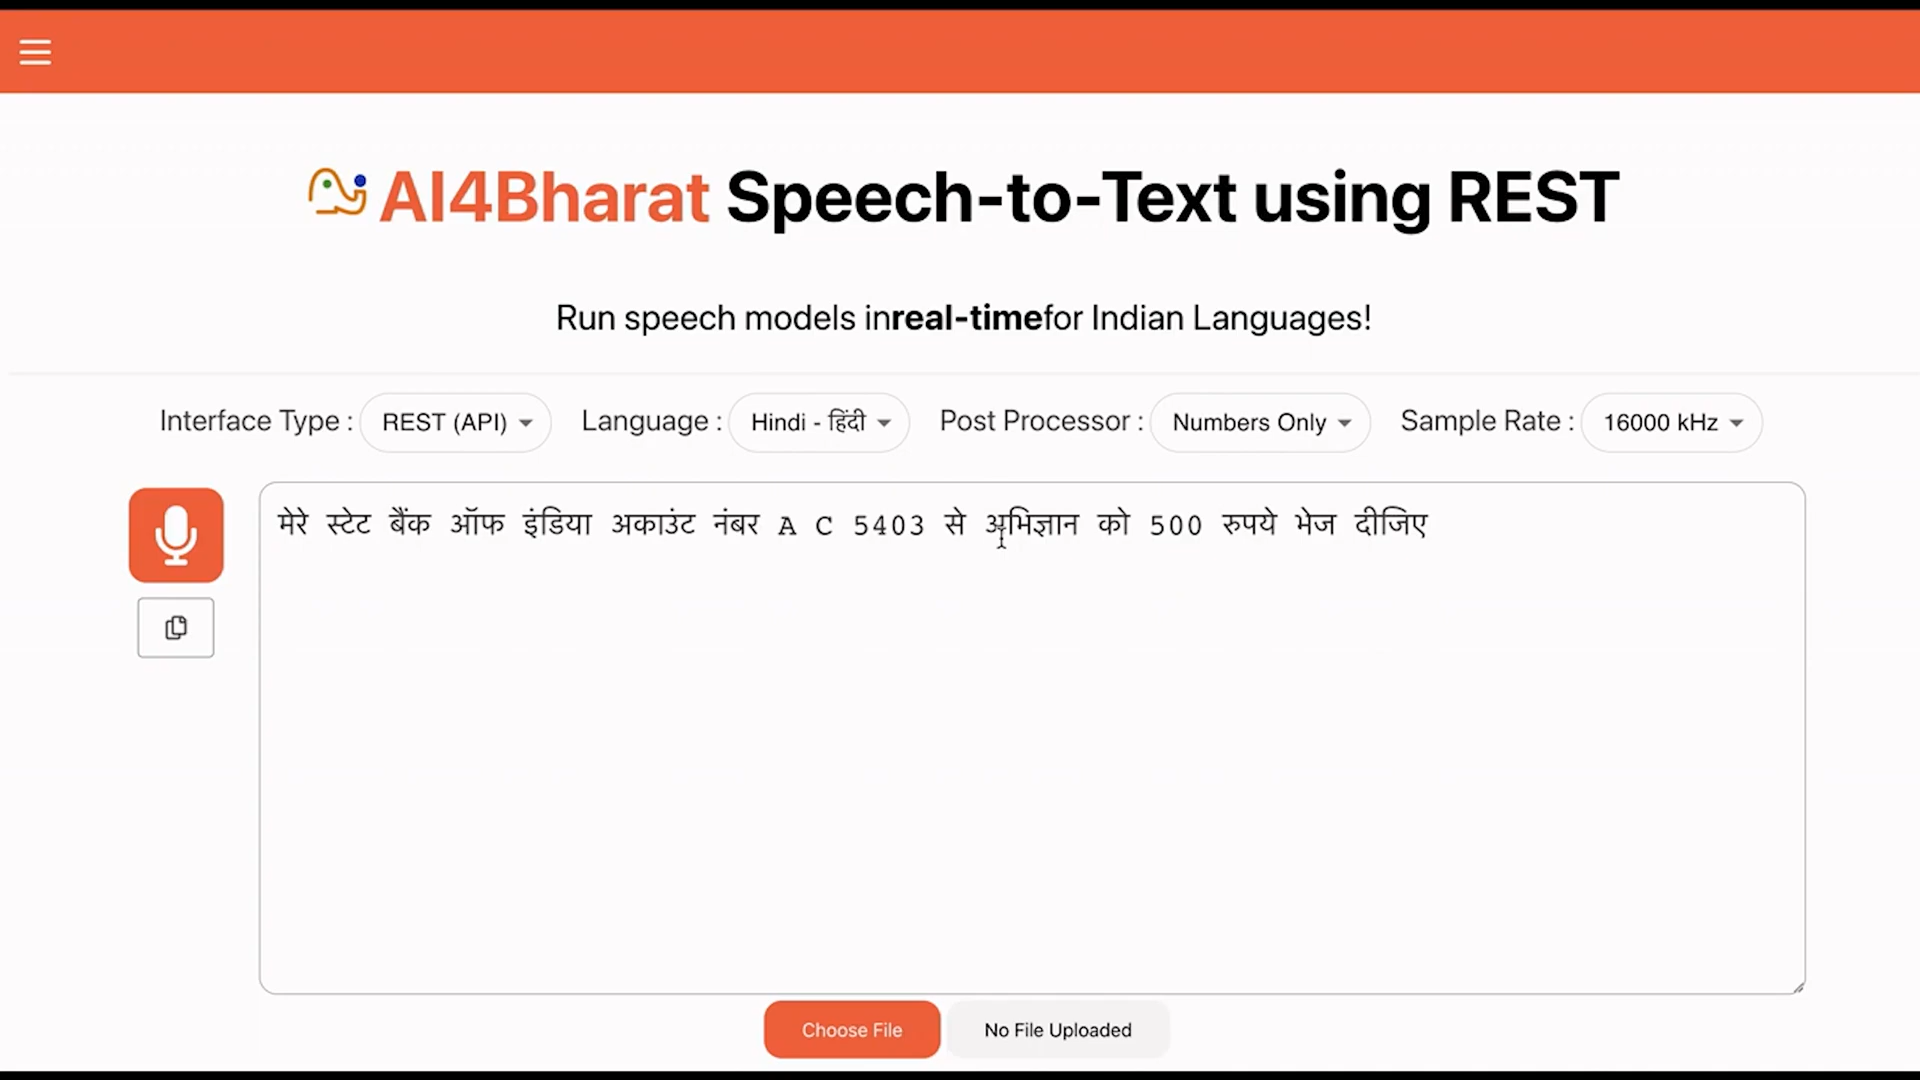 AI4Bharat Speech-to-Text using REST
Run speech models inreal-timefor Indian Languages!
Interface Type : REST (API) Language : Hindi - हिंदी Post Processor : Numbers Only Sample Rate : 16000 kHz
मेरे स्टेट बैंक ऑफ इंडिया अकाउंट नंबर A C 5403 से अभिज्ञान को 500 रुपये भेज दीजिए
Choose File No File Uploaded